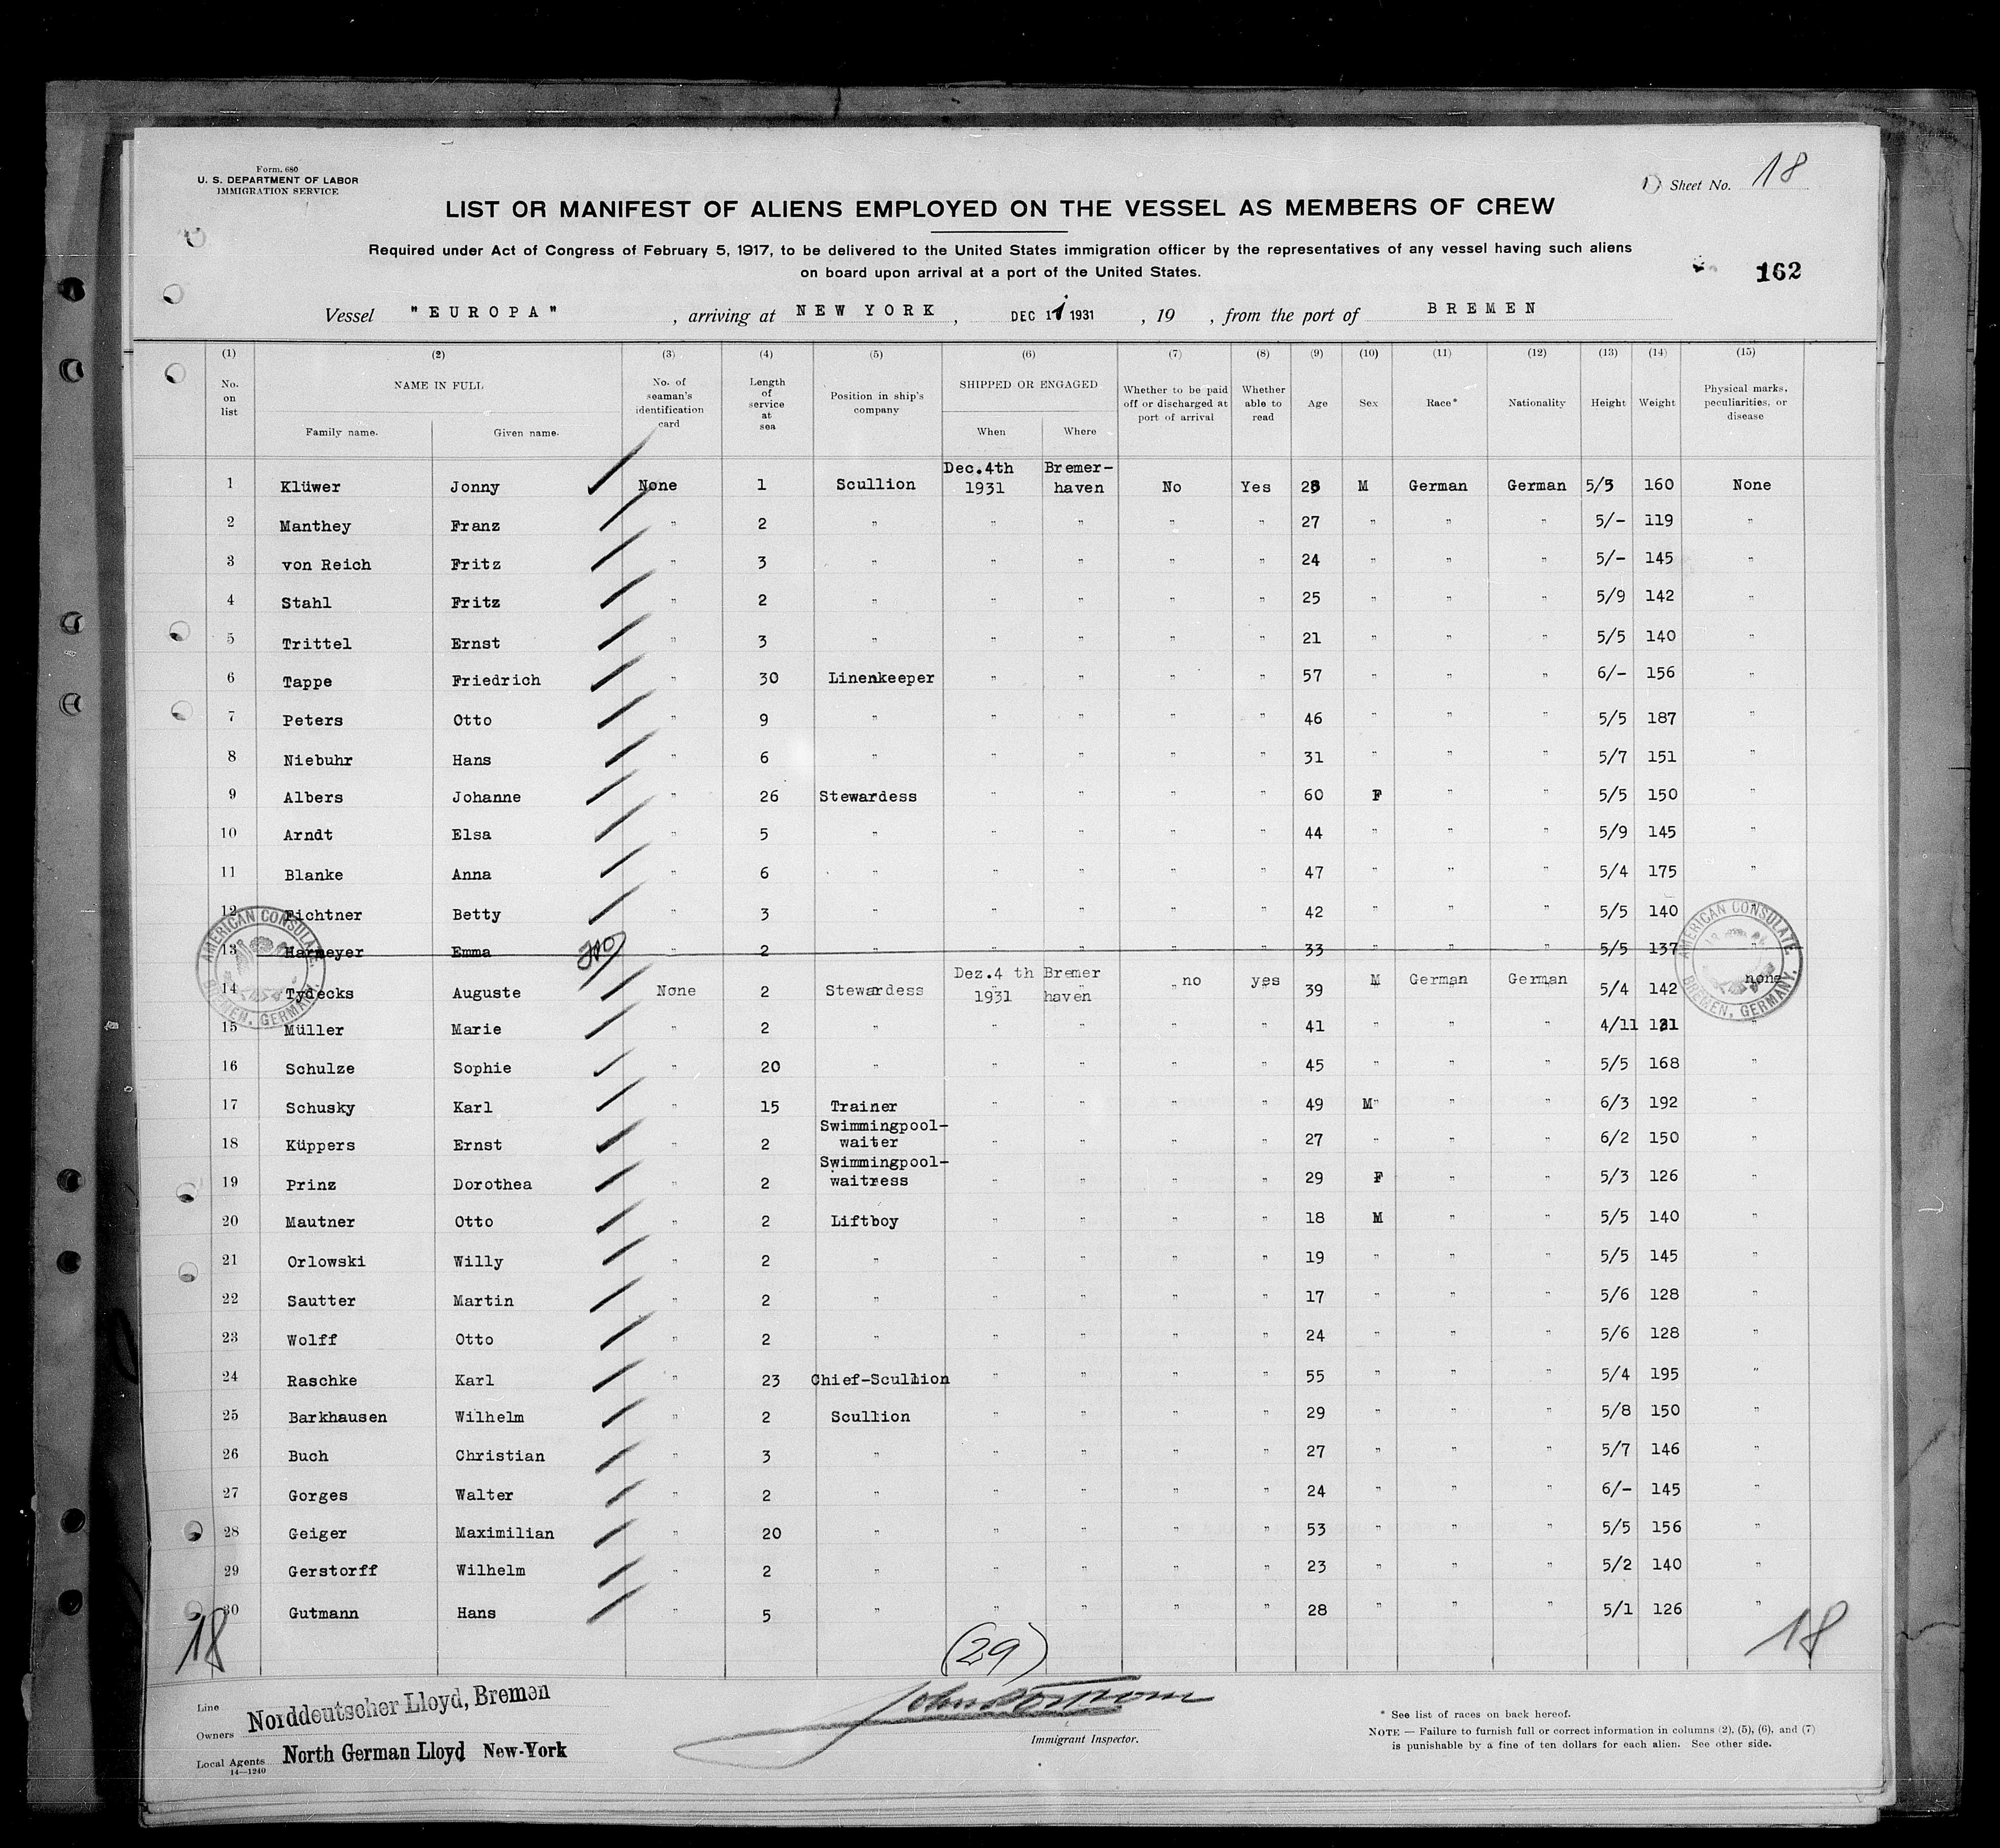 Form. 680
U. S. DEPARTMENT OF LABOR
IMMIGRATION SERVICE
Sheet No. 18
LIST OR MANIFEST OF ALIENS EMPLOYED ON THE VESSEL AS MEMBERS OF CREW
Required under Act of Congress of February 5, 1917, to be delivered to the United States immigration officer by the representatives of any vessel having such aliens
on board upon arrival at a port of the United States.
162
Vessel "EUROPA" , arriving at NEW YORK , DEC 11 1931 , 19 , from the port of BREMEN
(1) (2) (3) (4) (5) (6) (7) (8) (9) (10) (11) (12) (13) (14) (15)
No. on list NAME IN FULL Family name. Given name. No. of seaman's identification card Length of service at sea Position in ship's company SHIPPED OR ENGAGED When Where Whether to be paid off or discharged at port of arrival Whether able to read Age Sex Race* Nationality Height Weight Physical marks, peculiarities, or disease
1 Klüwer Jonny None 1 Scullion Dec.4th 1931 Bremer-haven No Yes M German German 5/5 160 None
2 Manthey Franz " 2 " " " " " 27 " " " 5/- 119 "
3 von Reich Fritz " 3 " " " " " 24 " " " 5/- 145 "
4 Stahl Fritz " 2 " " " " " 25 " " " 5/9 142 "
5 Trittel Ernst " 3 " " " " " 21 " " " 5/5 140 "
6 Tappe Friedrich " 30 Linenkeeper " " " " 57 " " " 6/- 156 "
7 Peters Otto " 9 " " " " " 46 " " " 5/5 187 "
8 Niebuhr Hans " 6 " " " " " 31 " " " 5/7 151 "
9 Albers Johanne " 26 Stewardess " " " " 60 F " " 5/5 150 "
10 Arndt Elsa " 5 " " " " " 44 " " " 5/9 145 "
11 Blanke Anna " 6 " " " " " 47 " " " 5/4 175 "
12 Fichtner Betty " 3 " " " " " 42 " " " 5/5 140 "
13 Harmeyer Emma " 2 " " " " " 33 " " " 5/5 137 "
14 Tydecks Auguste None 2 Stewardess Dez.4 th 1931 Bremer haven no yes 39 M German German 5/4 142 none
15 Müller Marie " 2 " " " " " 41 " " " 4/11 "
16 Schulze Sophie " 20 " " " " " 45 " " " 5/5 168 "
17 Schusky Karl " 15 Trainer " " " " 49 M" " " 6/3 192 "
18 Küppers Ernst " 2 Swimmingpool-waiter " " " " 27 " " " 6/2 150 "
19 Prinz Dorothea " 2 Swimmingpool-waitress " " " " 29 F " " 5/3 126 "
20 Mautner Otto " 2 Liftboy " " " " 18 M " " 5/5 140 "
21 Orlowski Willy " 2 " " " " " 19 " " " 5/5 145 "
22 Sautter Martin " 2 " " " " " 17 " " " 5/6 128 "
23 Wolff Otto " 2 " " " " " 24 " " " 5/6 128 "
24 Raschke Karl " 23 Chief-Scullion " " " " 55 " " " 5/4 195 "
25 Barkhausen Wilhelm " 2 Scullion " " " " 29 " " " 5/8 150 "
26 Buch Christian " 3 " " " " " 27 " " " 5/7 146 "
27 Gorges Walter " 2 " " " " " 24 " " " 6/- 145 "
28 Geiger Maximilian " 20 " " " " " 53 " " " 5/5 156 "
29 Gerstorff Wilhelm " 2 " " " " " 23 " " " 5/2 140 "
30 Gutmann Hans " 5 " " " " " 28 " " " 5/1 126 "
AMERICAN CONSULATE, BREMEN, GERMANY.
AMERICAN CONSULATE, BREMEN, GERMANY.
18 (29) 18
Line
Owners Norddeutscher Lloyd, Bremen
Local Agents North German Lloyd New-York
14—1240
Immigrant Inspector.
* See list of races on back hereof.
NOTE — Failure to furnish full or correct information in columns (2), (5), (6), and (7)
is punishable by a fine of ten dollars for each alien. See other side.